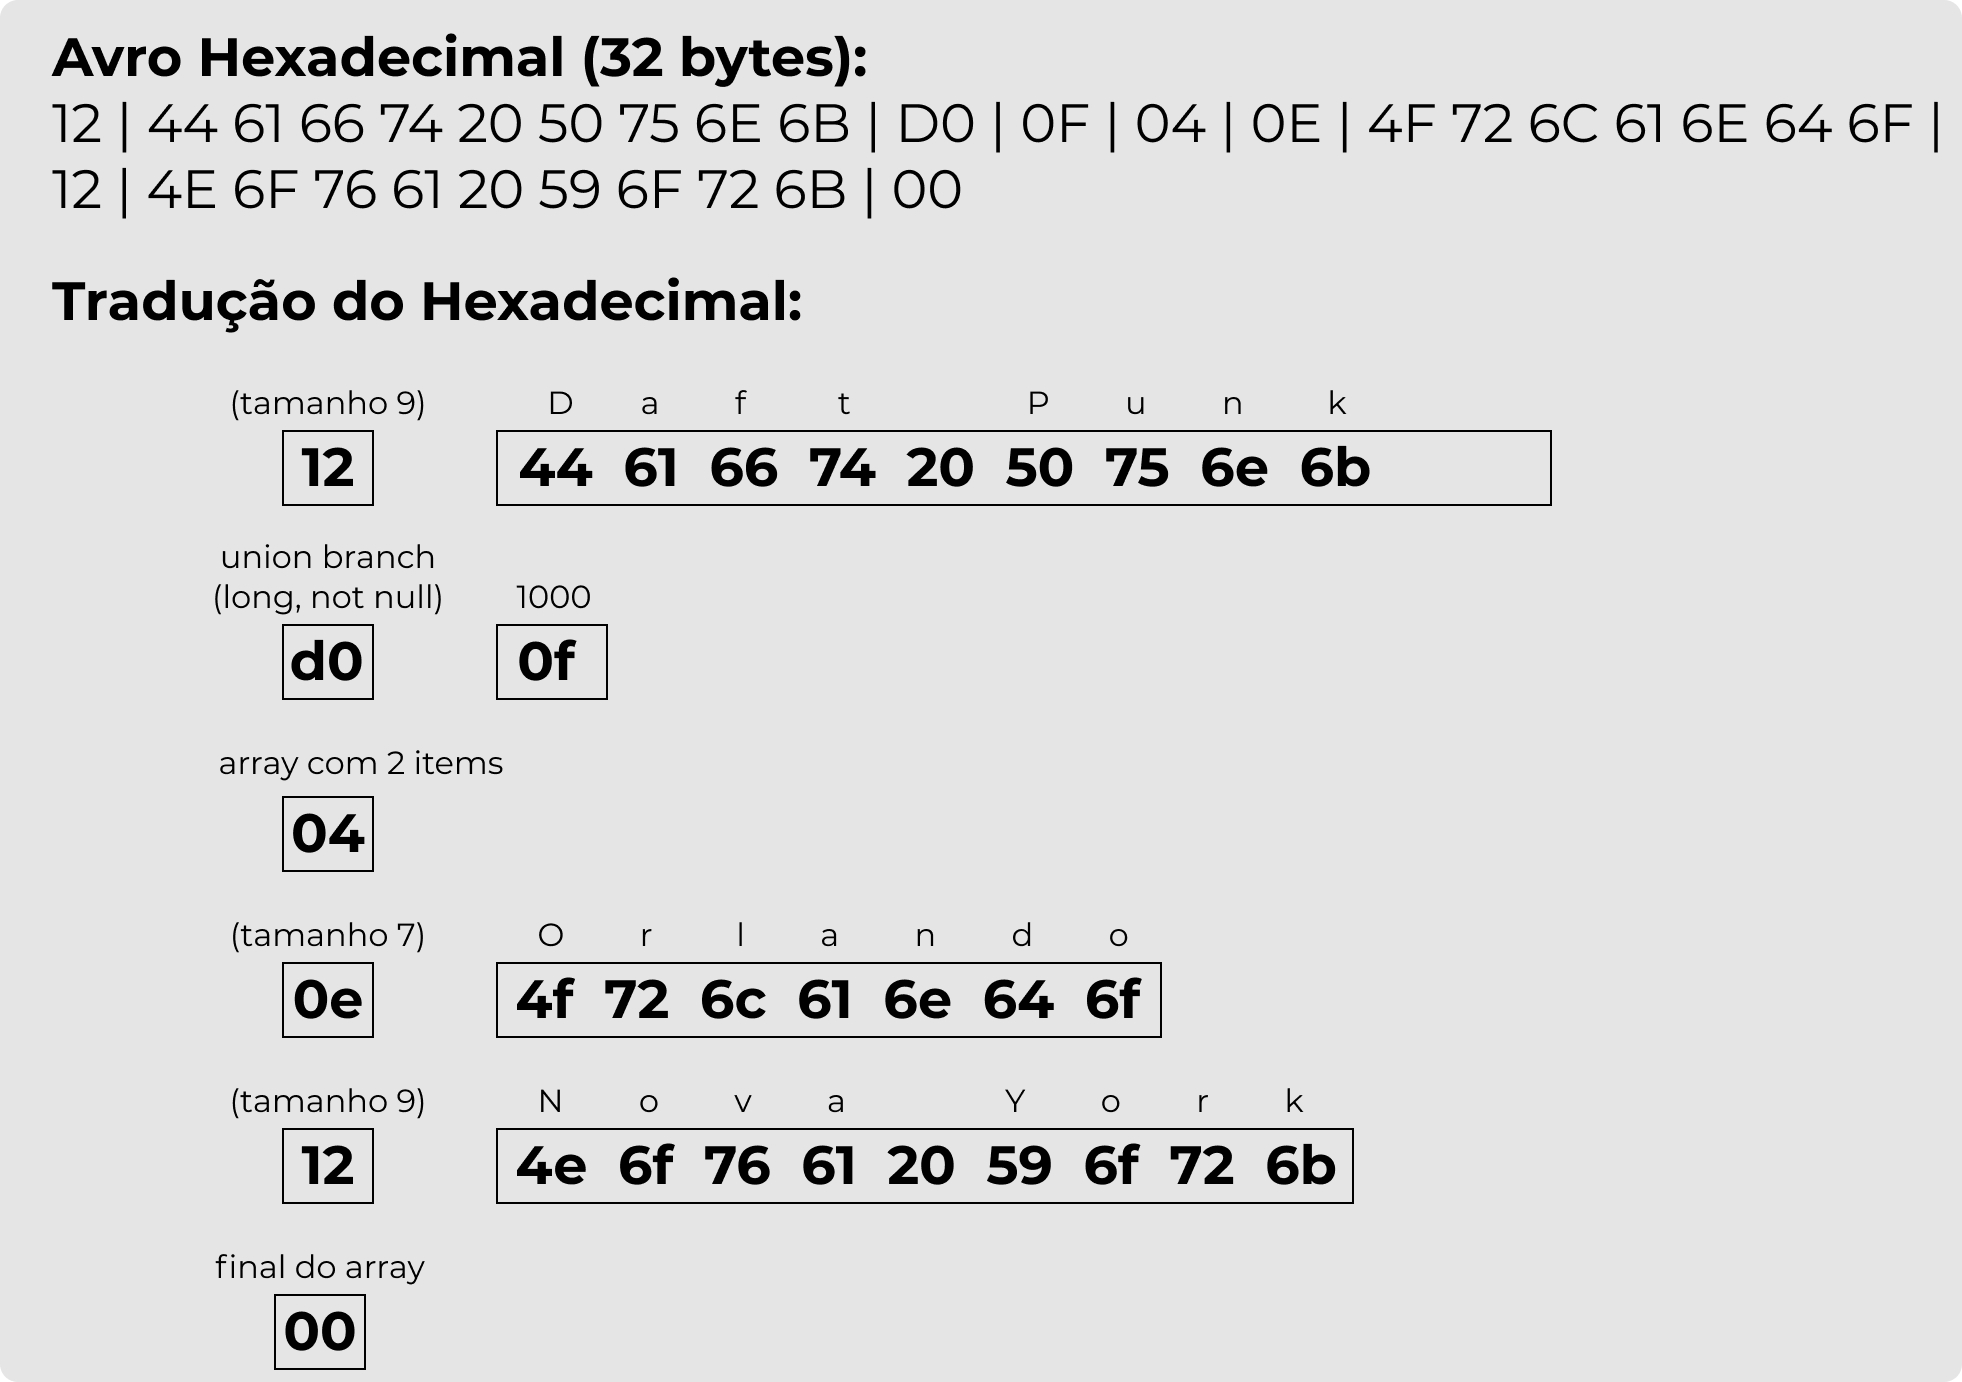 Avro Hexadecimal (32 bytes):
12 | 44 61 66 74 20 50 75 6E 6B | D0 | 0F | 04 | 0E | 4F 72 6C 61 6E 64 6F |
12 | 4E 6F 76 61 20 59 6F 72 6B | 00
Tradução do Hexadecimal:
(tamanho 9) D a f t P u n k
12 44 61 66 74 20 50 75 6e 6b
union branch
(long, not null) 1000
d0 0f
array com 2 items
04
(tamanho 7) O r l a n d o
0e 4f 72 6c 61 6e 64 6f
(tamanho 9) N o v a Y o r k
12 4e 6f 76 61 20 59 6f 72 6b
final do array
00